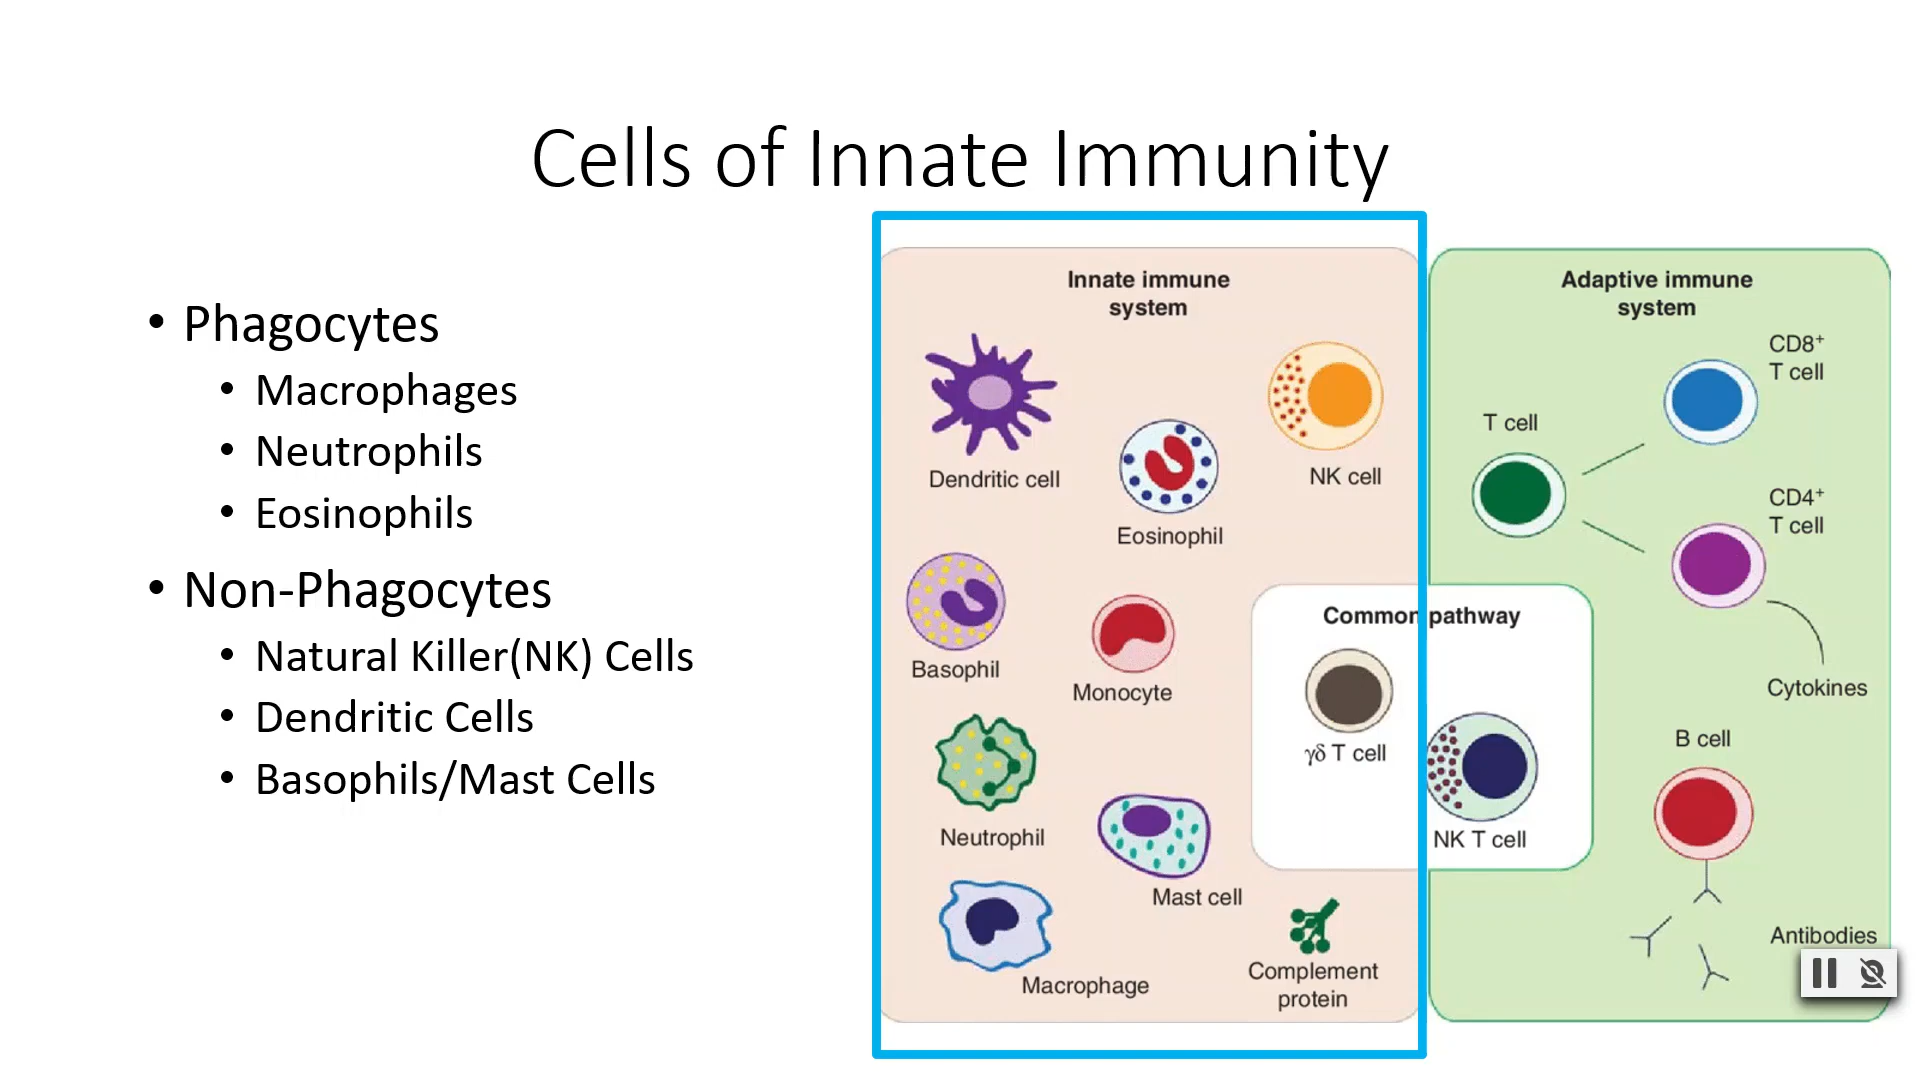 Cells of Innate Immunity
• Phagocytes
• Macrophages
• Neutrophils
• Eosinophils
• Non-Phagocytes
• Natural Killer(NK) Cells
• Dendritic Cells
• Basophils/Mast Cells
Innate immune
system
Dendritic cell
Eosinophil
NK cell
Basophil
Monocyte
Neutrophil
Mast cell
Macrophage
Complement
protein
Common pathway
γδ T cell
NK T cell
Adaptive immune
system
T cell
CD8+
T cell
CD4+
T cell
Cytokines
B cell
Antibodies